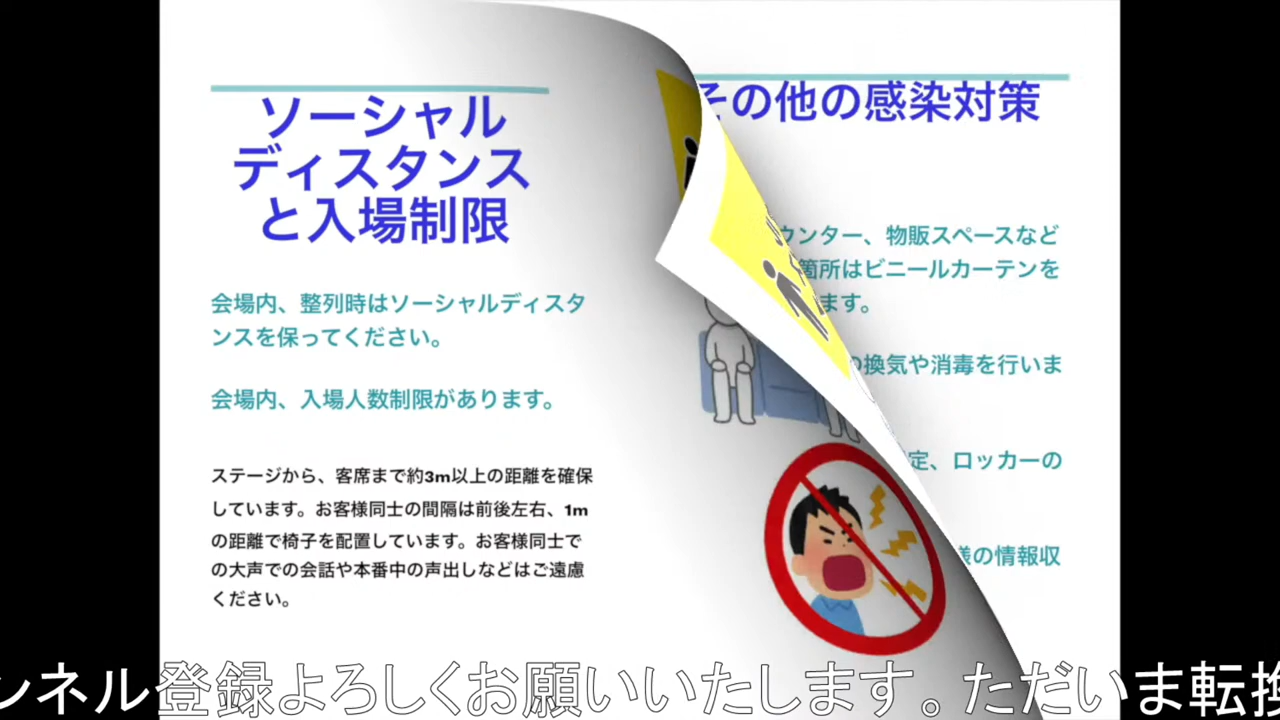 ソーシャル
ディスタンス
と入場制限
会場内、整列時はソーシャルディスタ
ンスを保ってください。
会場内、入場人数制限があります。
ステージから、客席まで約3m以上の距離を確保
しています。お客様同士の間隔は前後左右、1m
の距離で椅子を配置しています。お客様同士で
の大声での会話や本番中の声出しなどはご遠慮
ください。
その他の感染対策
ウンター、物販スペースなど
箇所はビニールカーテンを
ます。
の換気や消毒を行いま
定、ロッカーの
様の情報収
ンネル登録よろしくお願いいたします。ただいま転換